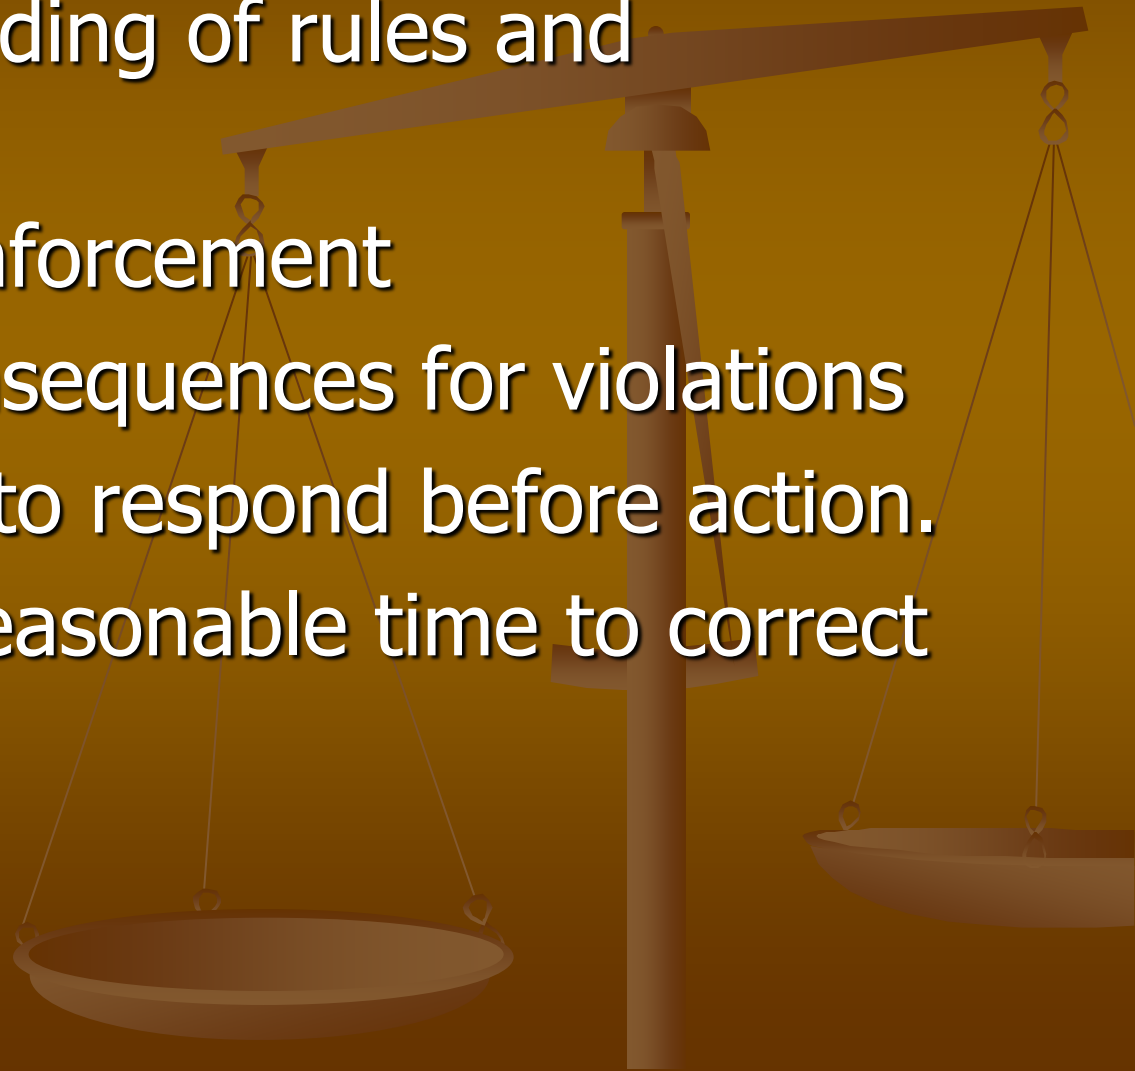 ding of rules and
nforcement
sequences for violations
to respond before action.
easonable time to correct